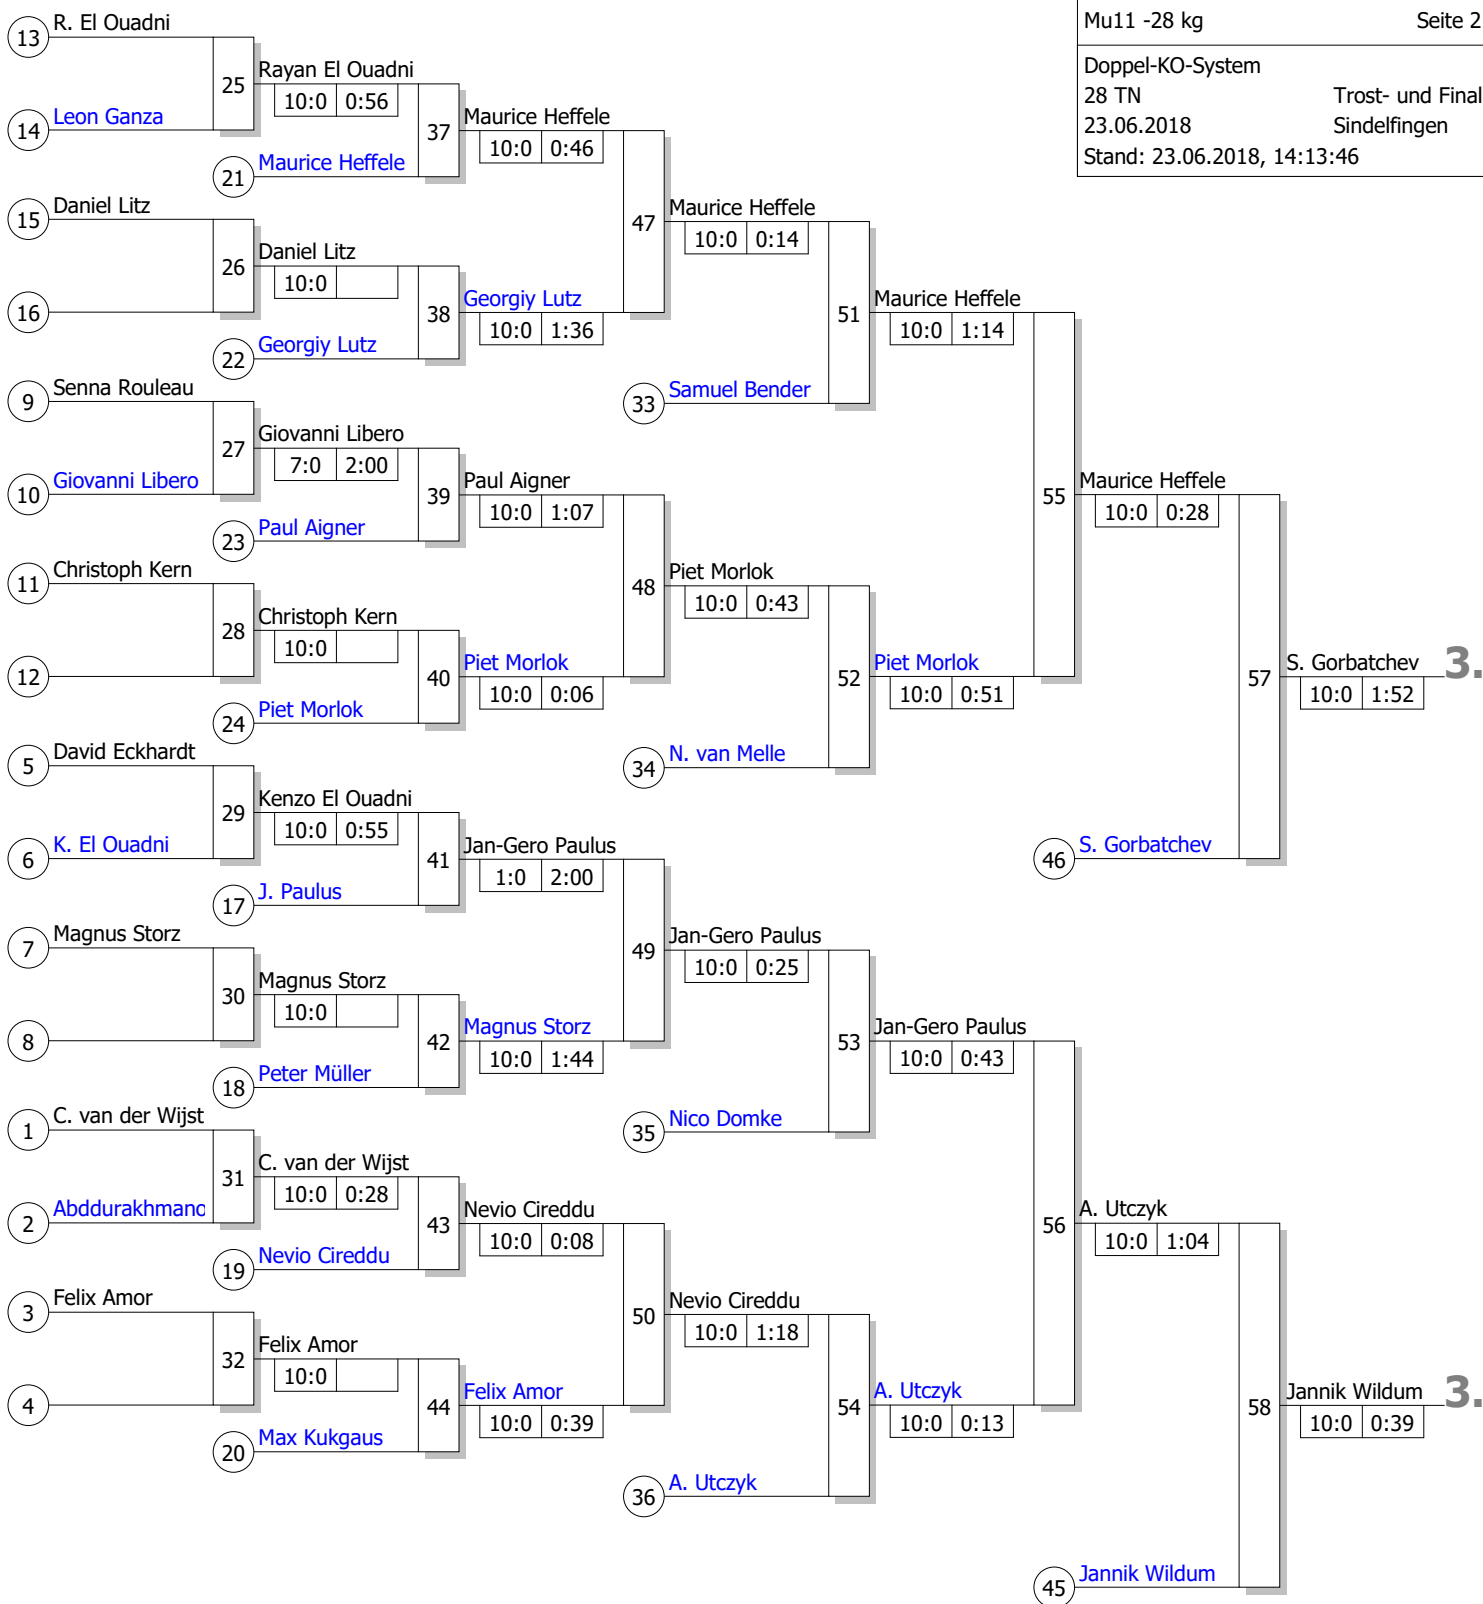 Mu11 -28 kg Seite 2
Doppel-KO-System
28 TN Trost- und Final
23.06.2018 Sindelfingen
Stand: 23.06.2018, 14:13:46
13 R. El Ouadni
25 Rayan El Ouadni
10:0 0:56
14 Leon Ganza
37 Maurice Heffele
10:0 0:46
21 Maurice Heffele
15 Daniel Litz
47 Maurice Heffele
10:0 0:14
26 Daniel Litz
10:0
16
38 Georgiy Lutz
10:0 1:36
22 Georgiy Lutz
51 Maurice Heffele
10:0 1:14
33 Samuel Bender
9 Senna Rouleau
27 Giovanni Libero
7:0 2:00
10 Giovanni Libero
39 Paul Aigner
10:0 1:07
23 Paul Aigner
55 Maurice Heffele
10:0 0:28
11 Christoph Kern
48 Piet Morlok
10:0 0:43
28 Christoph Kern
10:0
12
40 Piet Morlok
10:0 0:06
24 Piet Morlok
52 Piet Morlok
10:0 0:51
34 N. van Melle
57 S. Gorbatchev 3.
10:0 1:52
5 David Eckhardt
29 Kenzo El Ouadni
10:0 0:55
6 K. El Ouadni
41 Jan-Gero Paulus
1:0 2:00
46 S. Gorbatchev
17 J. Paulus
7 Magnus Storz
49 Jan-Gero Paulus
10:0 0:25
30 Magnus Storz
10:0
8
42 Magnus Storz
10:0 1:44
18 Peter Müller
53 Jan-Gero Paulus
10:0 0:43
35 Nico Domke
1 C. van der Wijst
31 C. van der Wijst
10:0 0:28
2 Abddurakhmano
43 Nevio Cireddu
10:0 0:08
19 Nevio Cireddu
56 A. Utczyk
10:0 1:04
3 Felix Amor
50 Nevio Cireddu
10:0 1:18
32 Felix Amor
10:0
4
44 Felix Amor
10:0 0:39
20 Max Kukgaus
54 A. Utczyk
10:0 0:13
36 A. Utczyk
58 Jannik Wildum 3.
10:0 0:39
45 Jannik Wildum